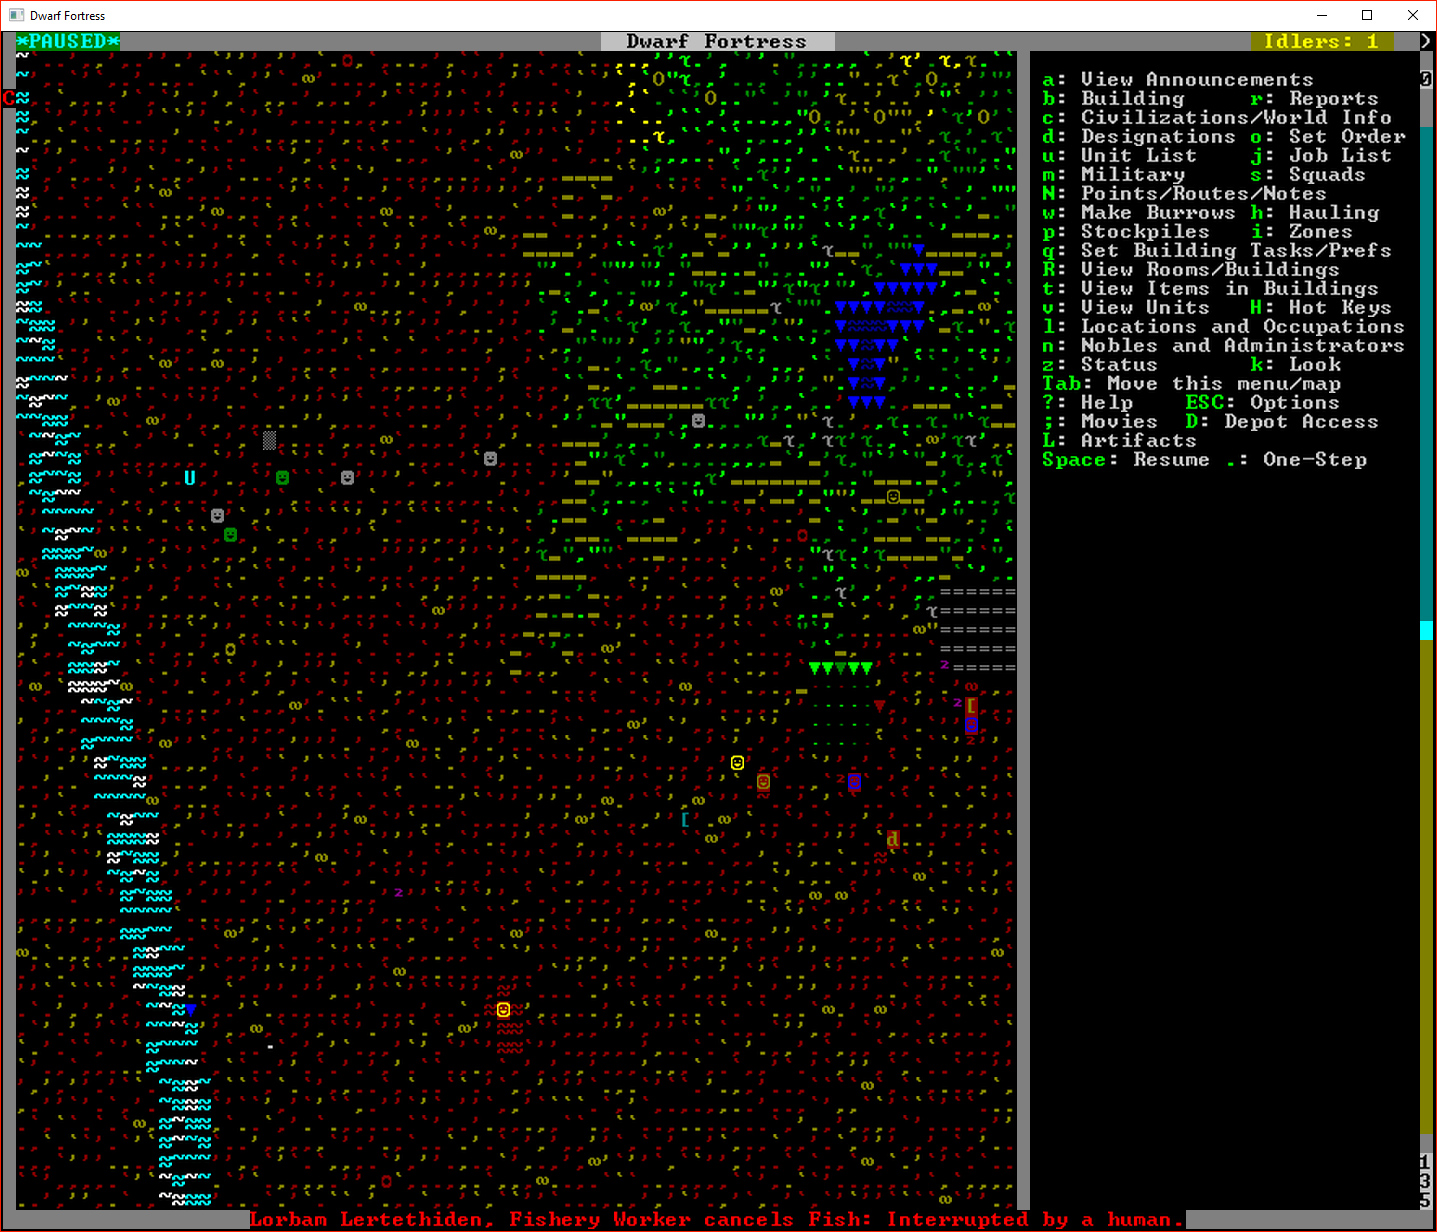 Dwarf Fortress
*PAUSED*
Dwarf Fortress
Idlers: 1
a: View Announcements
b: Building r: Reports
c: Civilizations/World Info
d: Designations o: Set Order
u: Unit List j: Job List
m: Military s: Squads
N: Points/Routes/Notes
w: Make Burrows h: Hauling
p: Stockpiles i: Zones
q: Set Building Tasks/Prefs
R: View Rooms/Buildings
t: View Items in Buildings
v: View Units H: Hot Keys
l: Locations and Occupations
n: Nobles and Administrators
z: Status k: Look
Tab: Move this menu/map
?: Help ESC: Options
;: Movies D: Depot Access
L: Artifacts
Space: Resume .: One-Step
0
C
U
d
1
3
5
Lorbam Lertethiden, Fishery Worker cancels Fish: Interrupted by a human.